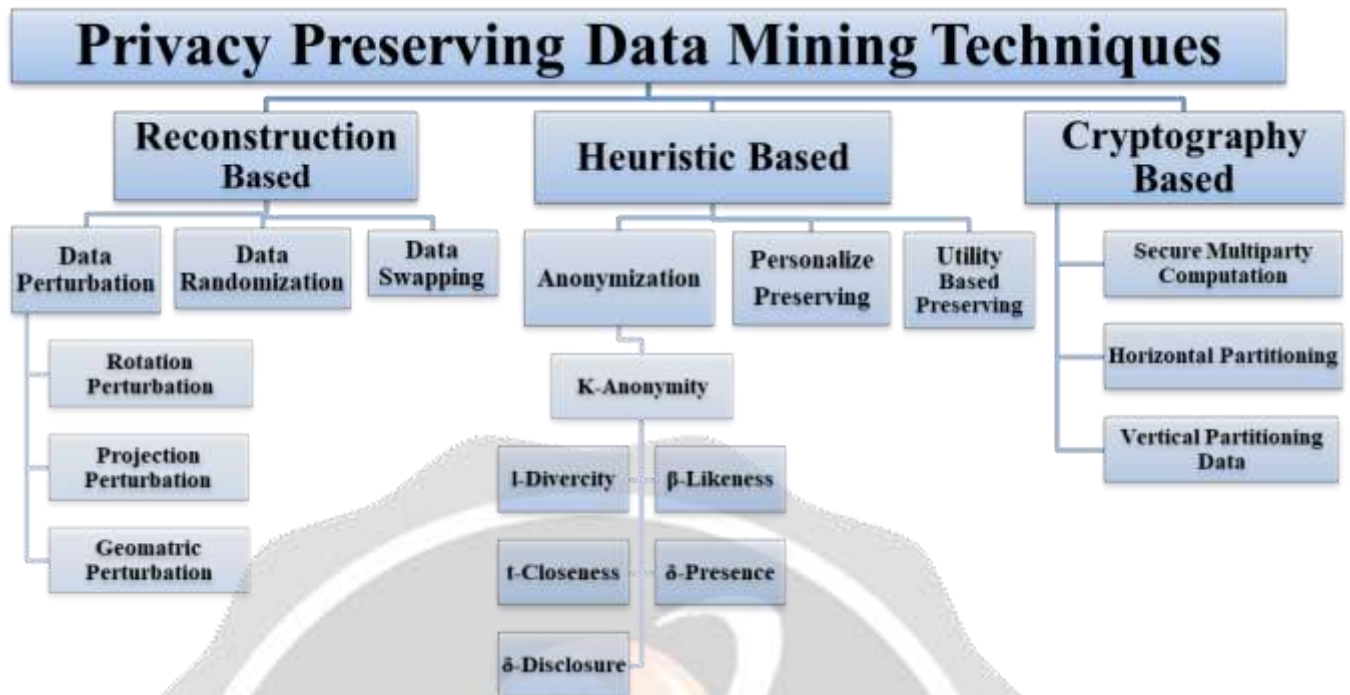 Privacy Preserving Data Mining Techniques
Reconstruction
Based
Heuristic Based
Cryptography
Based
Data
Perturbation
Data
Randomization
Data
Swapping
Anonymization
Personalize
Preserving
Utility
Based
Preserving
Secure Multiparty
Computation
Horizontal Partitioning
Vertical Partitioning
Data
Rotation
Perturbation
Projection
Perturbation
Geomatric
Perturbation
K-Anonymity
l-Divercity
β-Likeness
t-Closeness
δ-Presence
δ-Disclosure